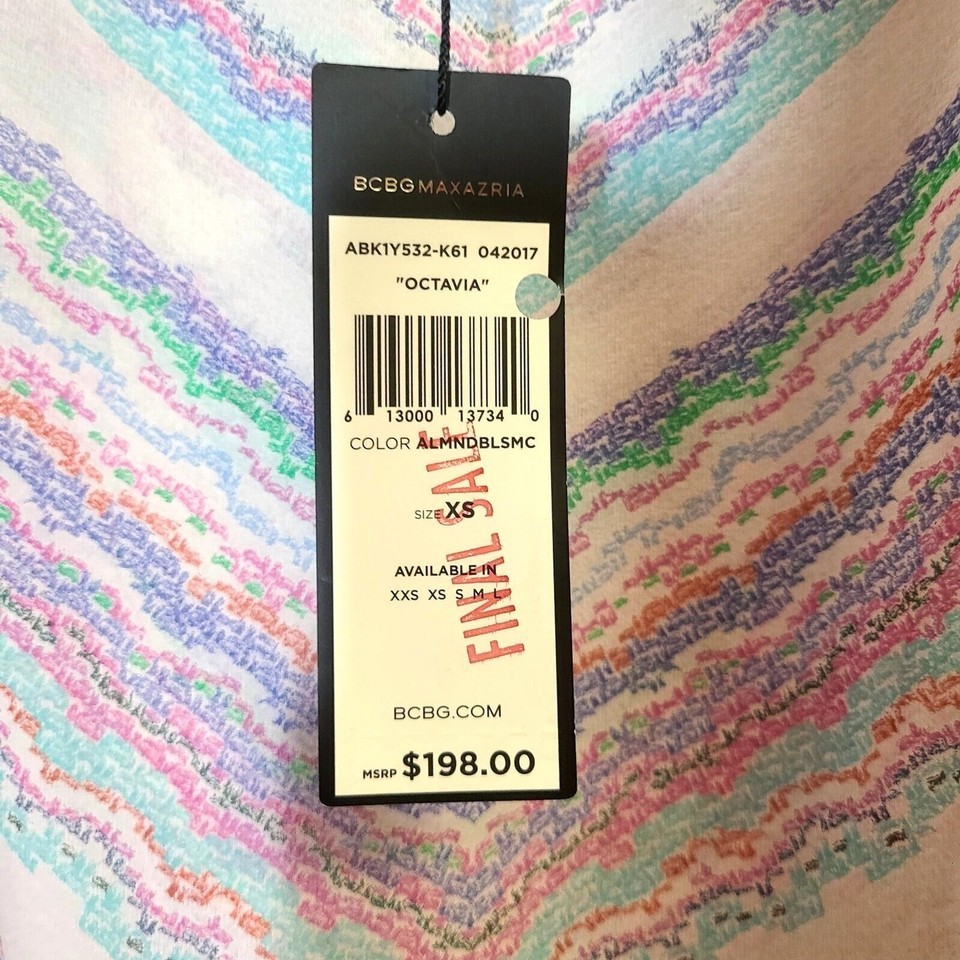 BCBGMAXAZRIA
ABK1Y532-K61 042017
"OCTAVIA"
6 13000 13734 0
COLOR ALMNDBLSMC
SIZE XS
FINAL SALE
AVAILABLE IN
XXS XS S M L
BCBG.COM
MSRP $198.00